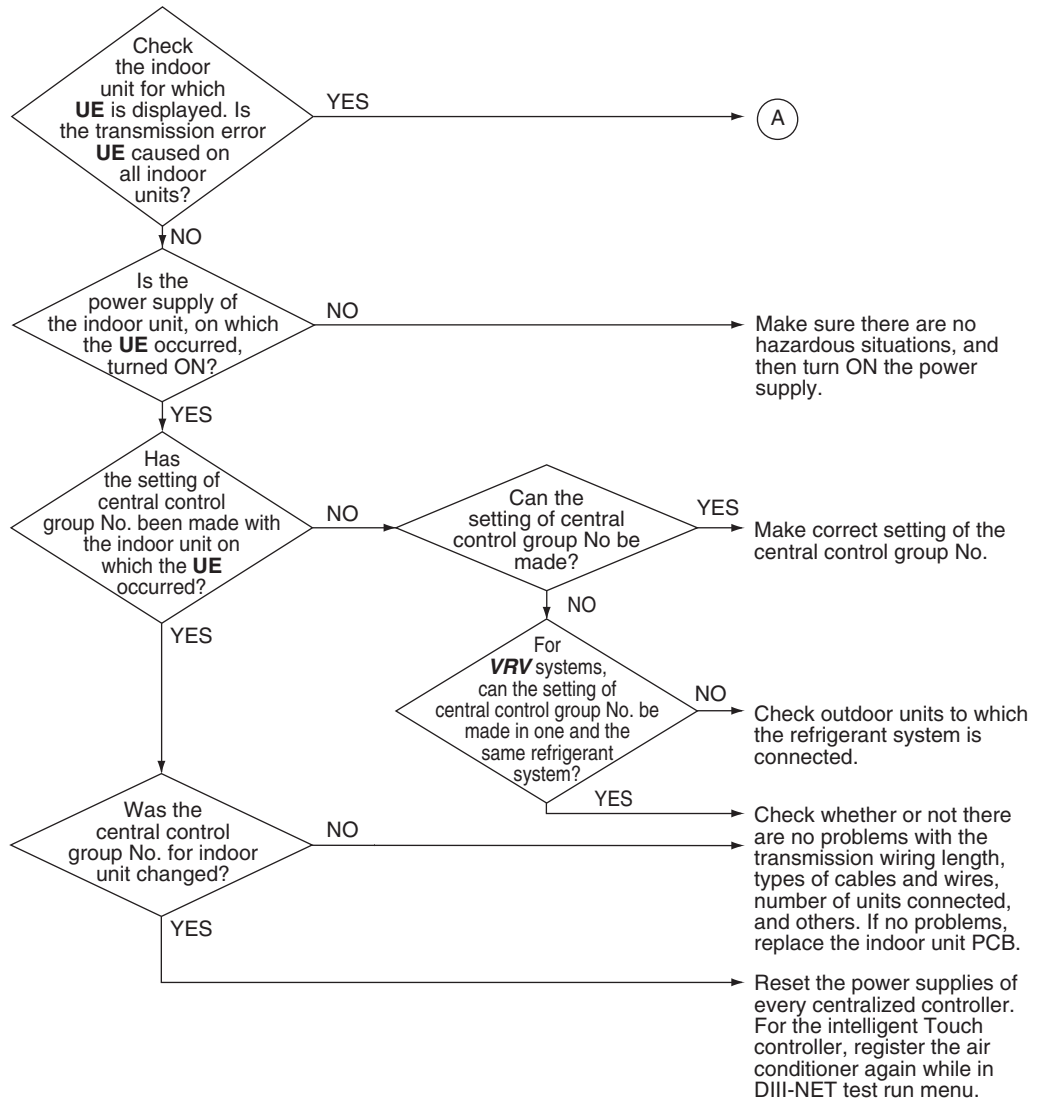 Check
the indoor
unit for which
UE is displayed. Is
the transmission error
UE caused on
all indoor
units?
YES
A
NO
Is the
power supply of
the indoor unit, on which
the UE occurred,
turned ON?
NO
Make sure there are no
hazardous situations, and
then turn ON the power
supply.
YES
Has
the setting of
central control
group No. been made with
the indoor unit on
which the UE
occurred?
NO
Can the
setting of central
control group No be
made?
YES
Make correct setting of the
central control group No.
NO
YES
For
VRV systems,
can the setting of
central control group No. be
made in one and the
same refrigerant
system?
NO
Check outdoor units to which
the refrigerant system is
connected.
YES
Was the
central control
group No. for indoor
unit changed?
NO
Check whether or not there
are no problems with the
transmission wiring length,
types of cables and wires,
number of units connected,
and others. If no problems,
replace the indoor unit PCB.
YES
Reset the power supplies of
every centralized controller.
For the intelligent Touch
controller, register the air
conditioner again while in
DIII-NET test run menu.